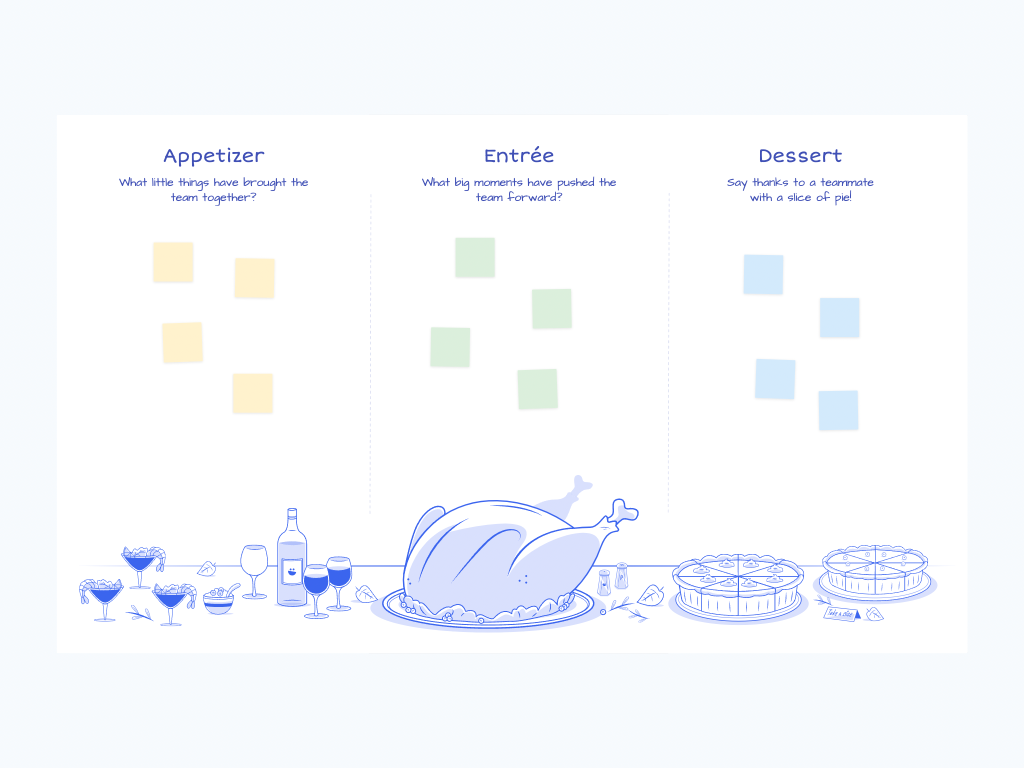 Appetizer
What little things have brought the
team together?
Entrée
What big moments have pushed the
team forward?
Dessert
Say thanks to a teammate
with a slice of pie!
Take a slice!